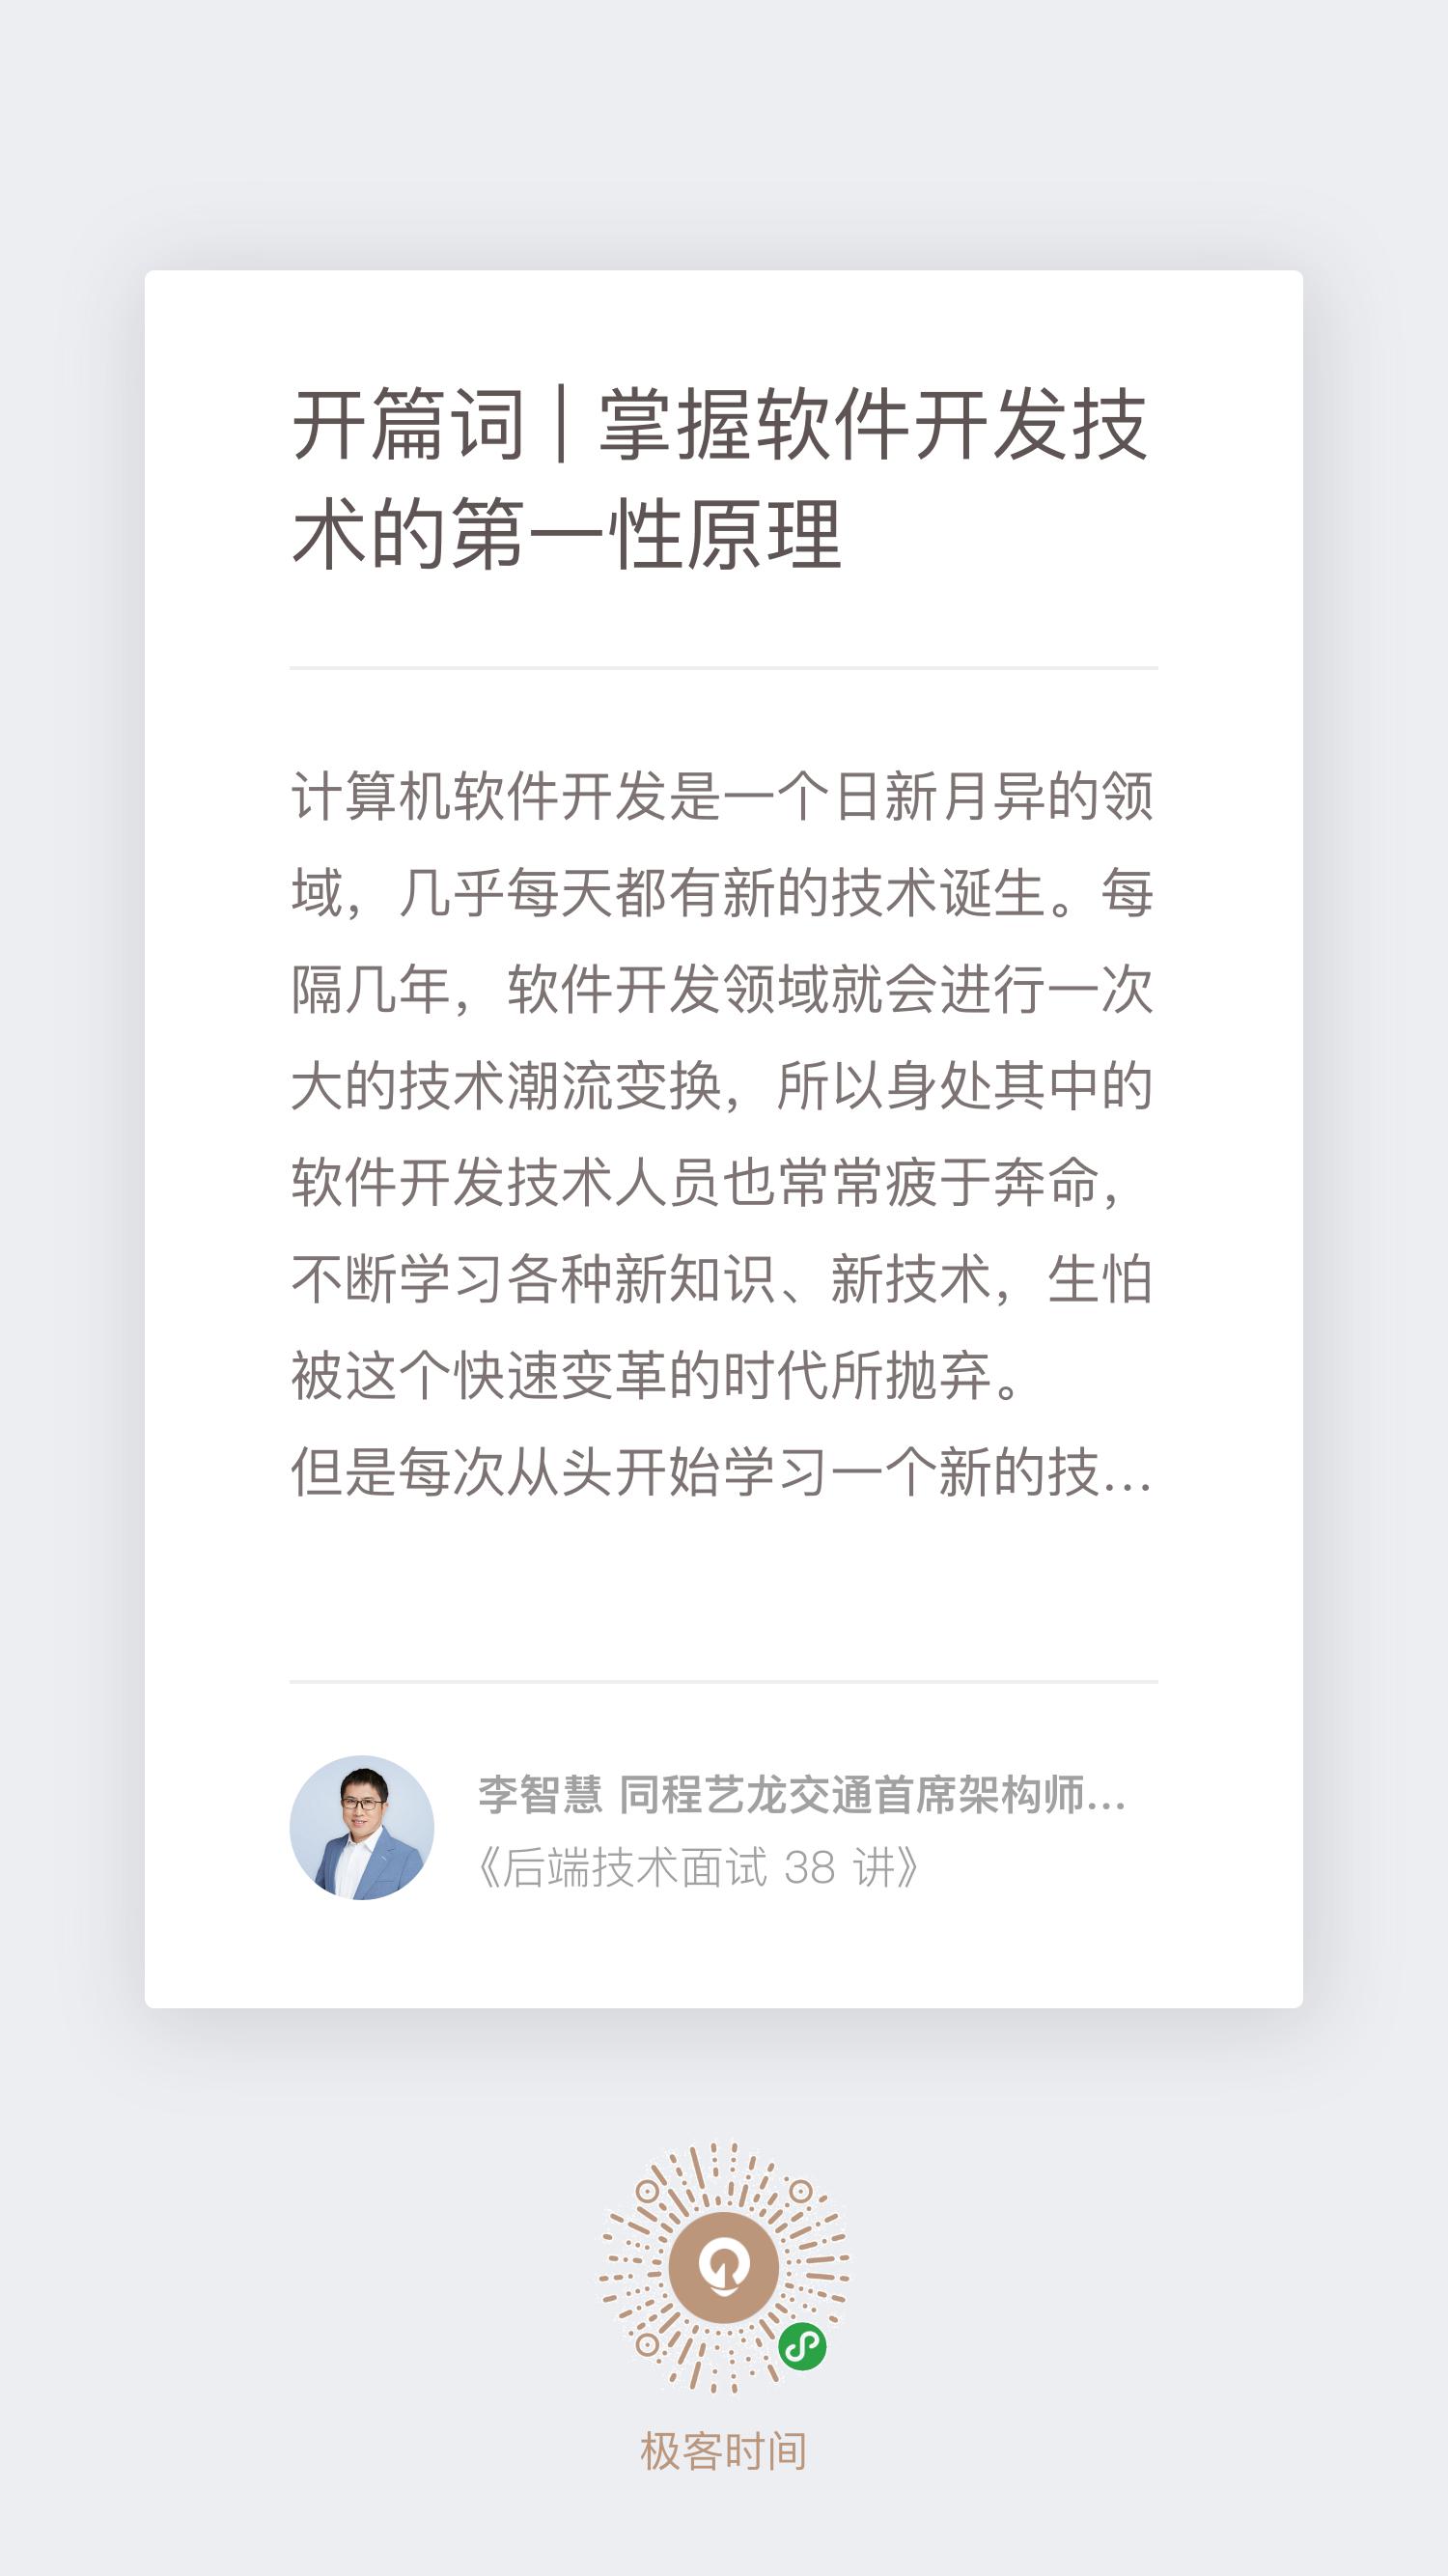 开篇词 | 掌握软件开发技
术的第一性原理
计算机软件开发是一个日新月异的领
域，几乎每天都有新的技术诞生。每
隔几年，软件开发领域就会进行一次
大的技术潮流变换，所以身处其中的
软件开发技术人员也常常疲于奔命，
不断学习各种新知识、新技术，生怕
被这个快速变革的时代所抛弃。
但是每次从头开始学习一个新的技...
李智慧 同程艺龙交通首席架构师...
《后端技术面试 38 讲》
极客时间